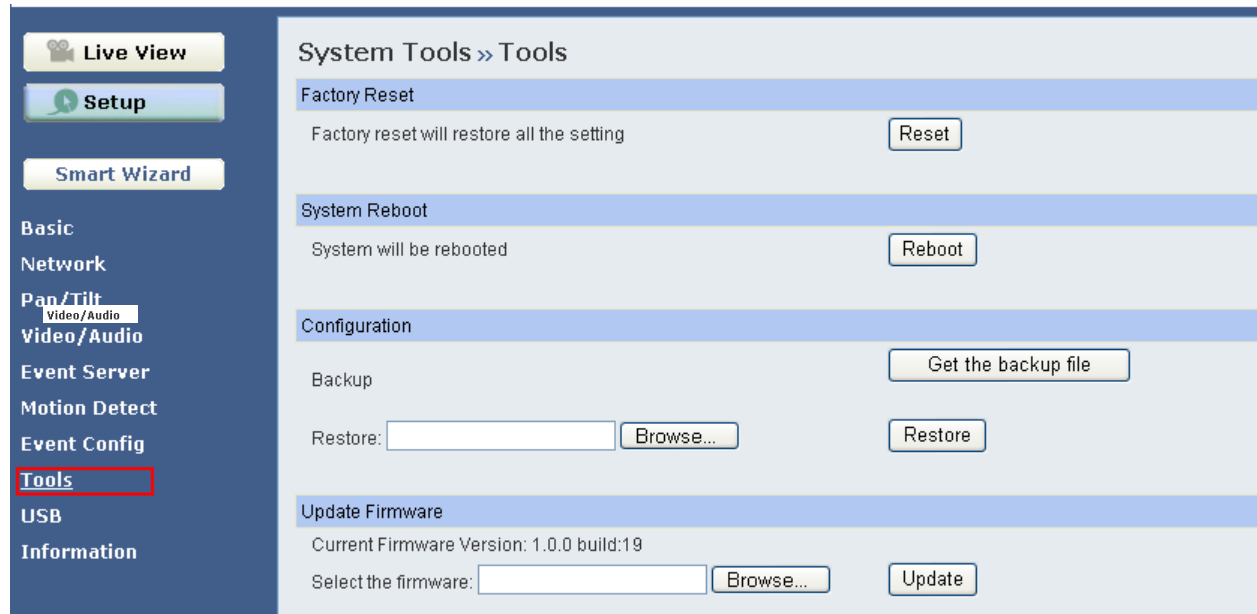 Live View
Setup
Smart Wizard
Basic
Network
Pan/Tilt
Video/Audio
Video/Audio
Event Server
Motion Detect
Event Config
Tools
USB
Information
System Tools » Tools
Factory Reset
Factory reset will restore all the setting Reset
System Reboot
System will be rebooted Reboot
Configuration
Backup Get the backup file
Restore: Browse... Restore
Update Firmware
Current Firmware Version: 1.0.0 build:19
Select the firmware: Browse... Update